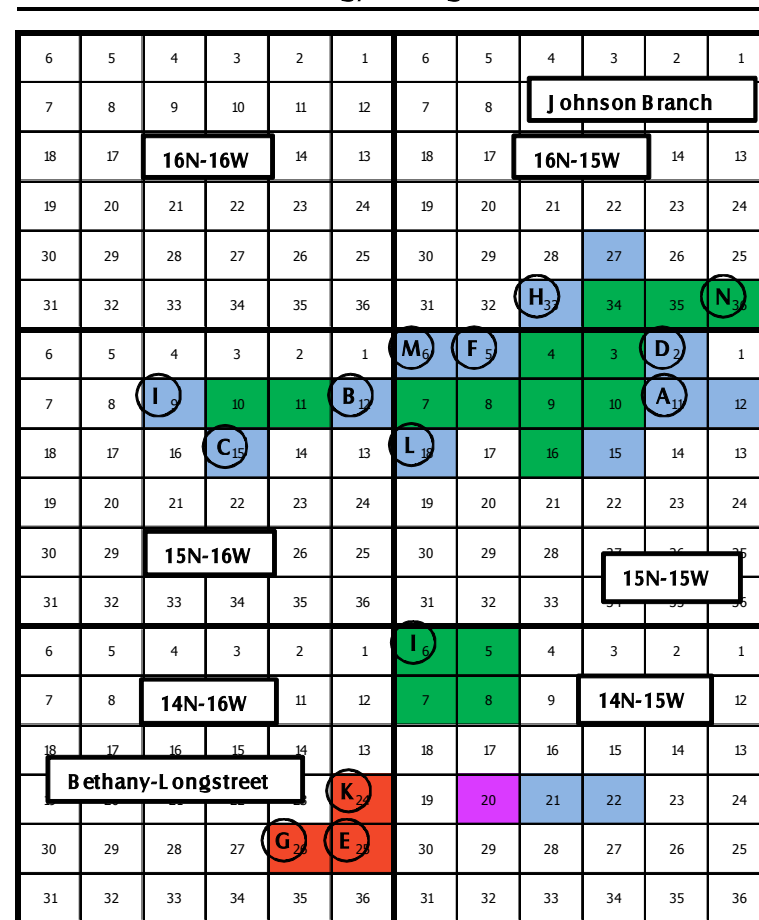 6 5 4 3 2 1 6 5 4 3 2 1
Johnson Branch
7 8 9 10 11 12 7 8
18 17 16N-16W 14 13 18 17 16N-15W 14 13
19 20 21 22 23 24 19 20 21 22 23 24
30 29 28 27 26 25 30 29 28 27 26 25
31 32 33 34 35 36 31 32 H 33 34 35 N 36
6 5 4 3 2 1 M 6 F 5 4 3 D 2 1
7 8 I 9 10 11 B 12 7 8 9 10 A 11 12
18 17 16 C 15 14 13 L 18 17 16 15 14 13
19 20 21 22 23 24 19 20 21 22 23 24
30 29 15N-16W 26 25 30 29 28 27 26 25
15N-15W
31 32 33 34 35 36 31 32 33 36
6 5 4 3 2 1 I 6 5 4 3 2 1
7 8 14N-16W 11 12 7 8 9 14N-15W 12
18 17 16 15 14 13 18 17 16 15 14 13
Bethany-Longstreet
K 24 19 20 21 22 23 24
30 29 28 27 G 26 E 25 30 29 28 27 26 25
31 32 33 34 35 36 31 32 33 34 35 36